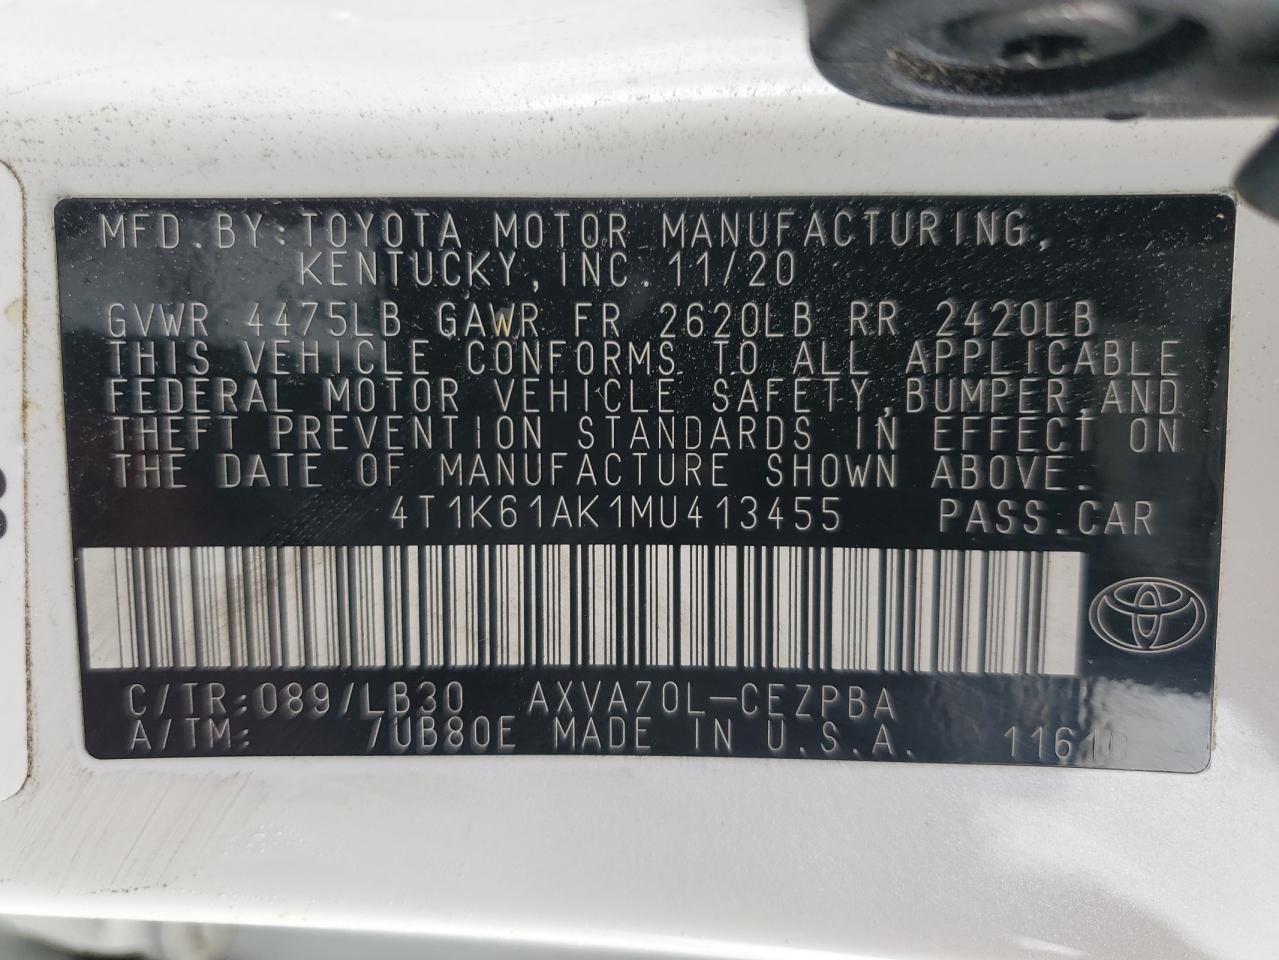 MFD.BY:TOYOTA MOTOR MANUFACTURING,
KENTUCKY,INC.11/20
GVWR 4475LB GAWR FR 2620LB RR 2420LB
THIS VEHICLE CONFORMS TO ALL APPLICABLE
FEDERAL MOTOR VEHICLE SAFETY,BUMPER,AND
THEFT PREVENTION STANDARDS IN EFFECT ON
THE DATE OF MANUFACTURE SHOWN ABOVE.
4T1K61AK1MU413455 PASS.CAR
C/TR:089/LB30 AXVA70L-CEZPBA
A/TM: /UB80E MADE IN U.S.A. 11610